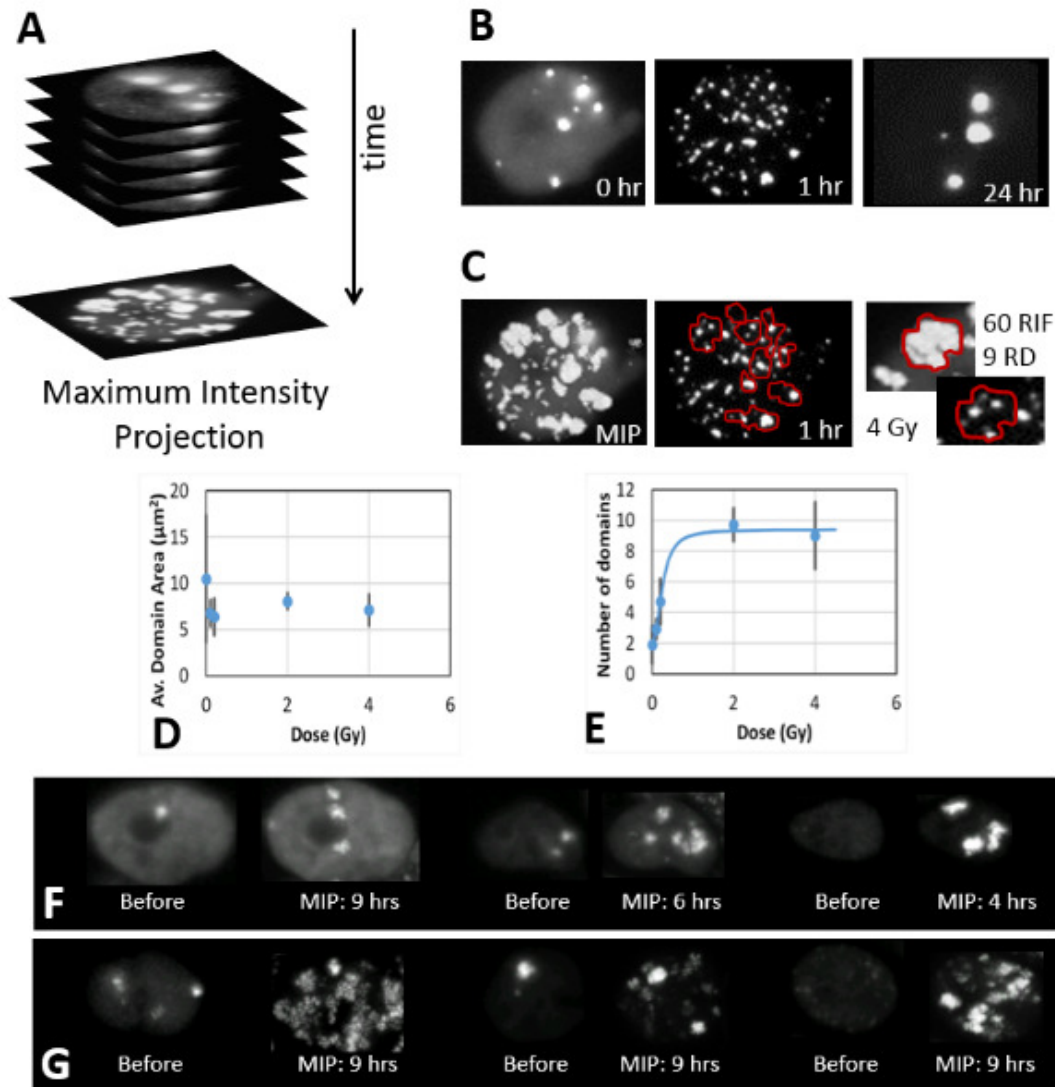 A
time
Maximum Intensity
Projection
B
0 hr
1 hr
24 hr
C
MIP
1 hr
60 RIF
9 RD
4 Gy
Av. Domain Area (µm²)
20
15
10
5
0
0
2
4
6
D
Dose (Gy)
Number of domains
12
10
8
6
4
2
0
0
2
4
6
E
Dose (Gy)
F
Before
MIP: 9 hrs
Before
MIP: 6 hrs
Before
MIP: 4 hrs
G
Before
MIP: 9 hrs
Before
MIP: 9 hrs
Before
MIP: 9 hrs